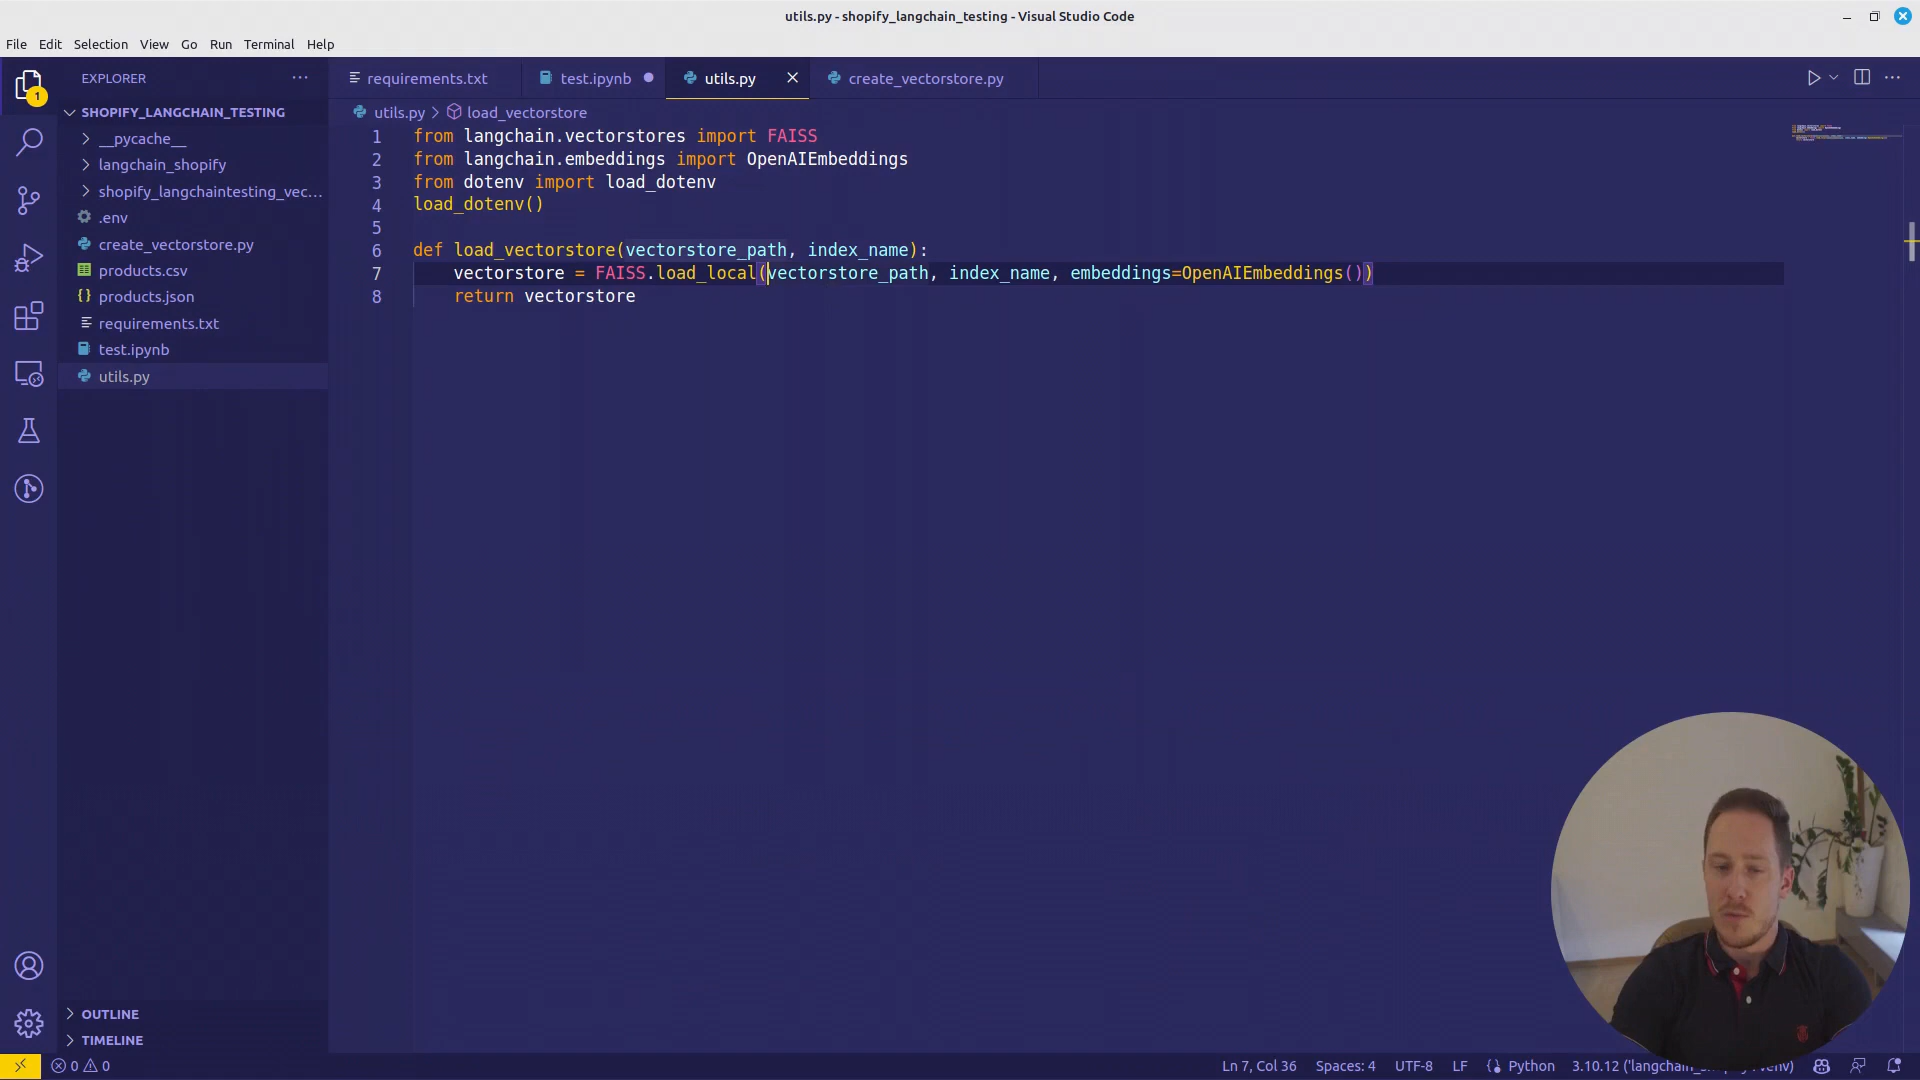 utils.py - shopify_langchain_testing - Visual Studio Code
File Edit Selection View Go Run Terminal Help
EXPLORER
SHOPIFY_LANGCHAIN_TESTING
__pycache__
langchain_shopify
shopify_langchaintesting_vec...
.env
create_vectorstore.py
products.csv
products.json
requirements.txt
test.ipynb
utils.py
OUTLINE
TIMELINE
1
requirements.txt test.ipynb utils.py create_vectorstore.py
utils.py > load_vectorstore
1 from langchain.vectorstores import FAISS
2 from langchain.embeddings import OpenAIEmbeddings
3 from dotenv import load_dotenv
4 load_dotenv()
5
6 def load_vectorstore(vectorstore_path, index_name):
7 vectorstore = FAISS.load_local(vectorstore_path, index_name, embeddings=OpenAIEmbeddings())
8 return vectorstore
0 0 Ln 7, Col 36 Spaces: 4 UTF-8 LF Python 3.10.12 ('langchain_